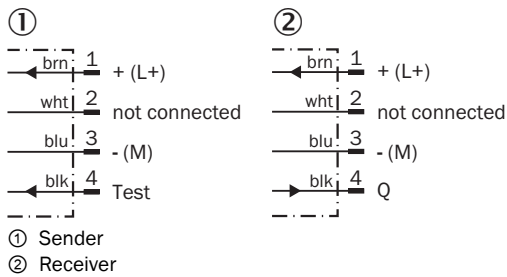 ① ②
brn 1 + (L+) brn 1 + (L+)
wht 2 not connected wht 2 not connected
blu 3 - (M) blu 3 - (M)
blk 4 Test blk 4 Q
① Sender
② Receiver